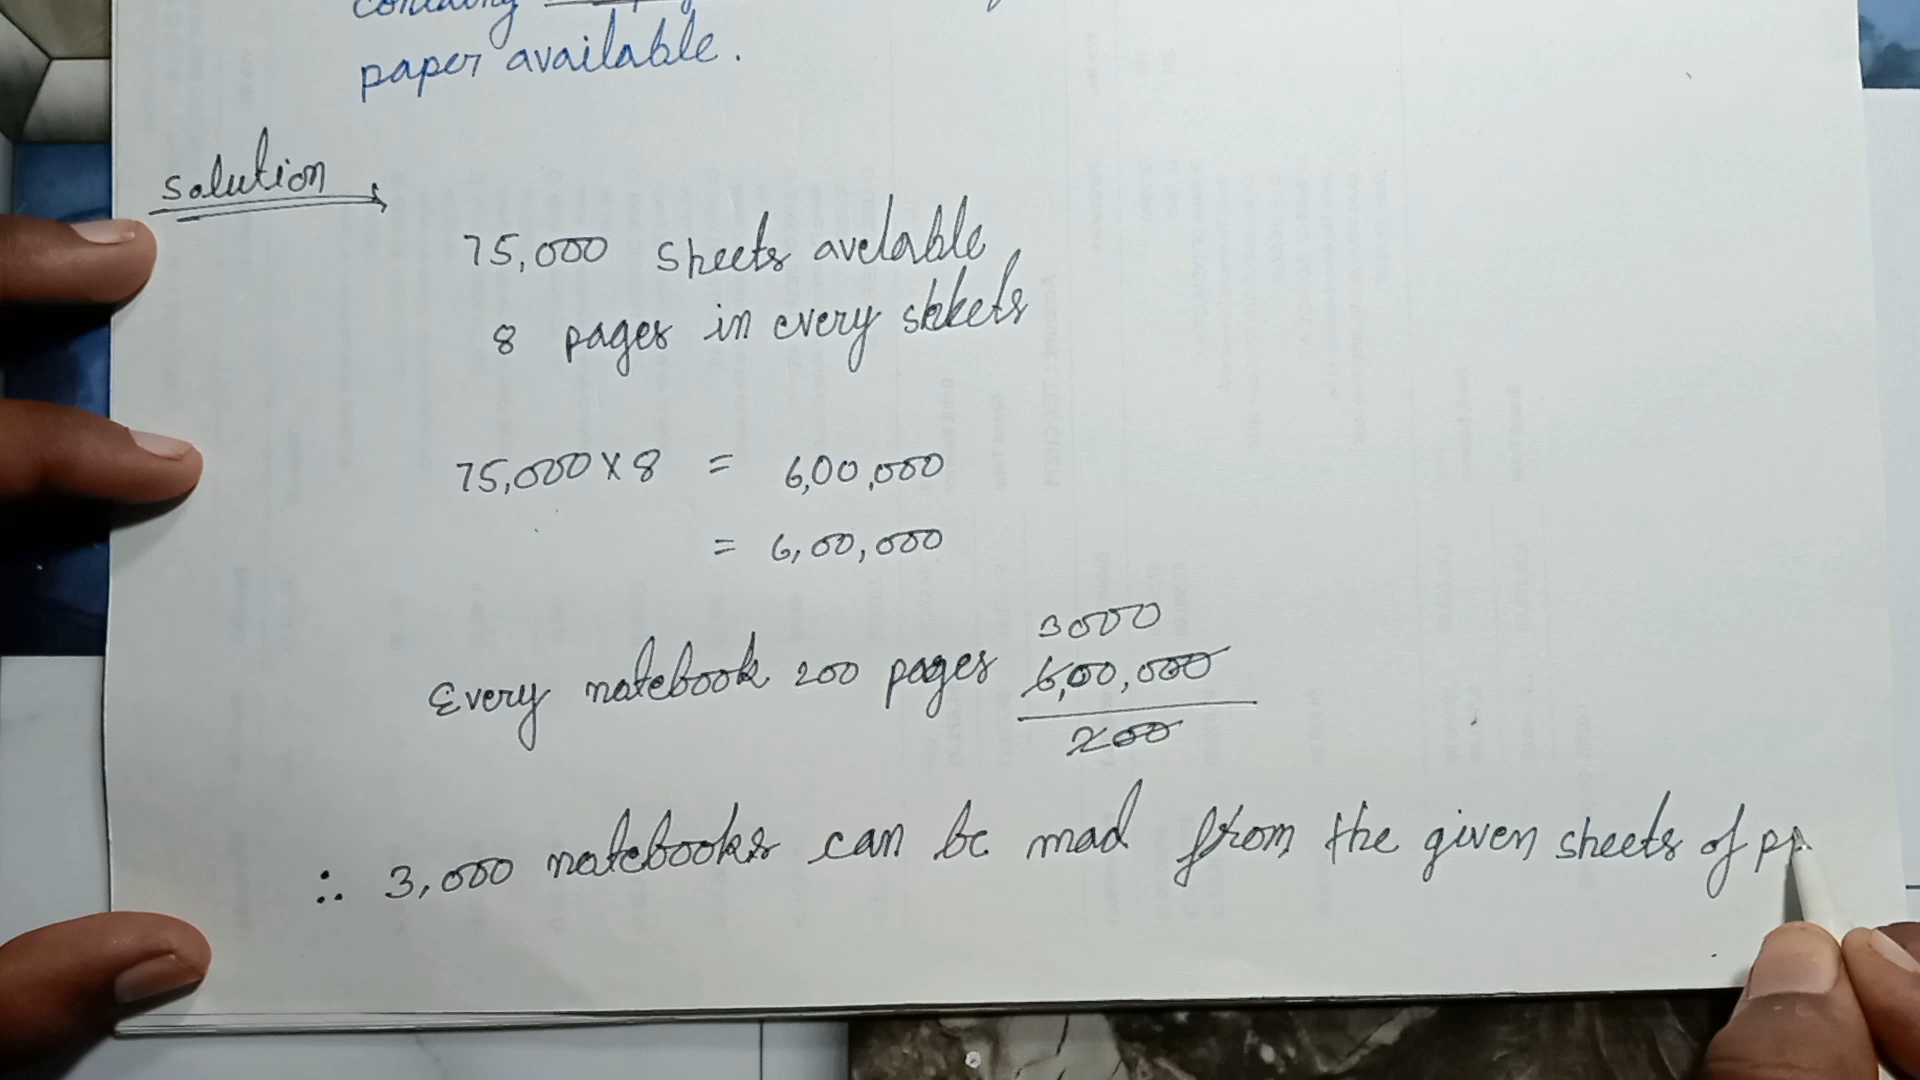 paper available.
Solution
75,000 sheets avelable
8 pages in every shkets
75,000 X 8 = 6,00,000
= 6,00,000
3000
Every notebook 200 pages 6,00,000
200
∴ 3,000 notebooks can be mad from the given sheets of pa